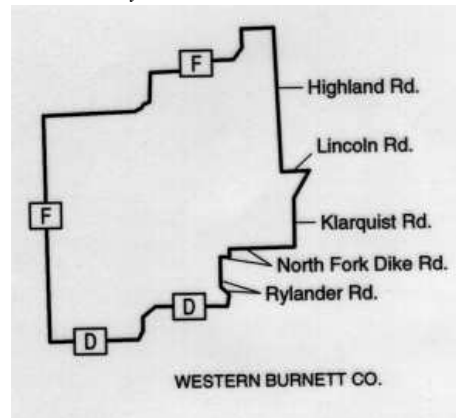 F
Highland Rd.
Lincoln Rd.
F
Klarquist Rd.
North Fork Dike Rd.
Rylander Rd.
D
D
WESTERN BURNETT CO.